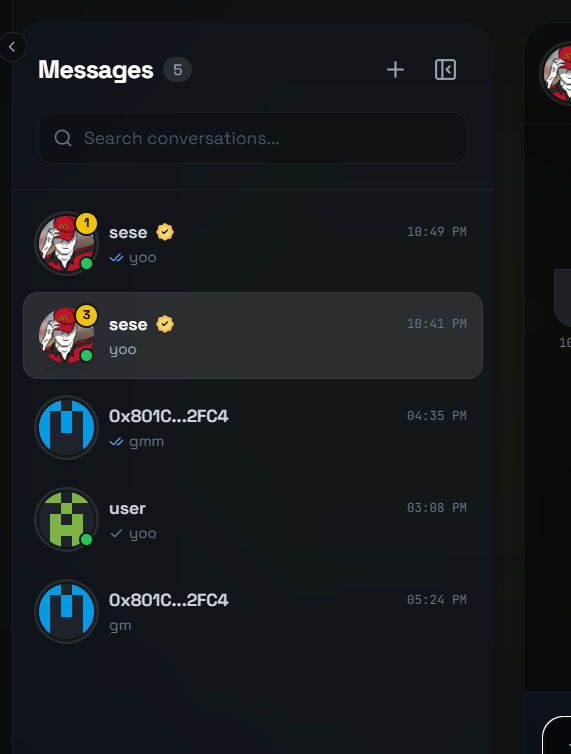 Messages 5
Search conversations...
1
sese 10:49 PM
yoo
3
sese 10:41 PM
yoo
0x801C...2FC4 04:35 PM
gmm
user 03:08 PM
yoo
0x801C...2FC4 05:24 PM
gm